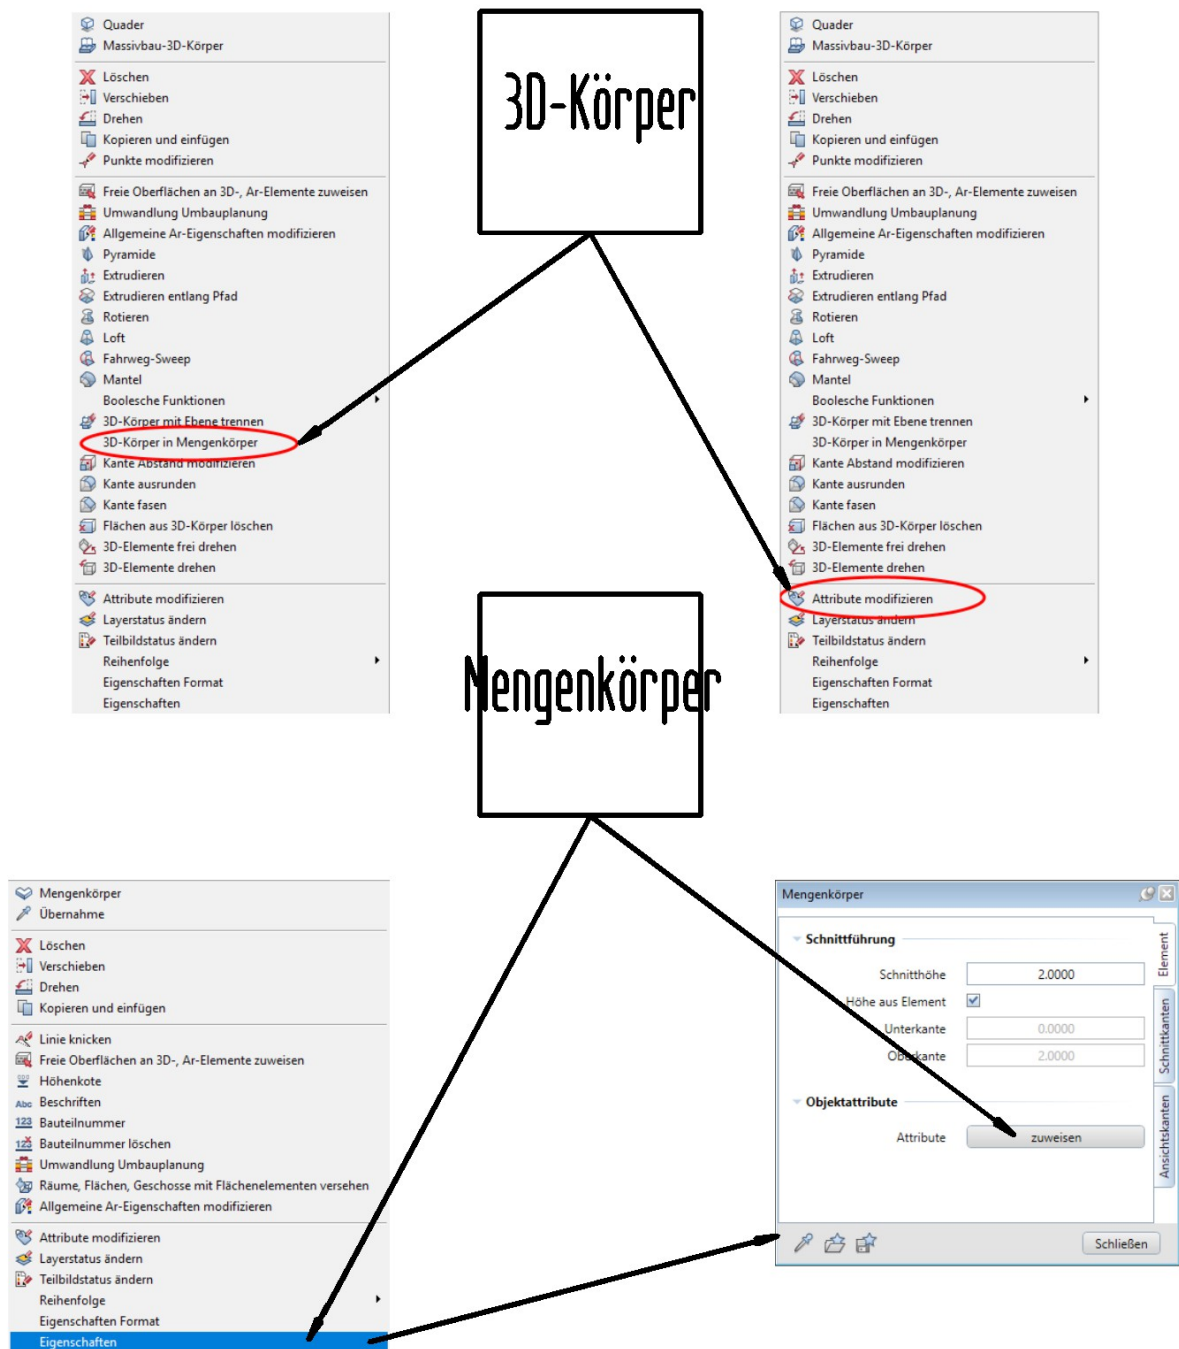 Quader
Massivbau-3D-Körper
Löschen
Verschieben
Drehen
Kopieren und einfügen
Punkte modifizieren
Freie Oberflächen an 3D-, Ar-Elemente zuweisen
Umwandlung Umbauplanung
Allgemeine Ar-Eigenschaften modifizieren
Pyramide
Extrudieren
Extrudieren entlang Pfad
Rotieren
Loft
Fahrweg-Sweep
Mantel
Boolesche Funktionen
3D-Körper mit Ebene trennen
3D-Körper in Mengenkörper
Kante Abstand modifizieren
Kante ausrunden
Kante fasen
Flächen aus 3D-Körper löschen
3D-Elemente frei drehen
3D-Elemente drehen
Attribute modifizieren
Layerstatus ändern
Teilbildstatus ändern
Reihenfolge
Eigenschaften Format
Eigenschaften
3D-Körper
Quader
Massivbau-3D-Körper
Löschen
Verschieben
Drehen
Kopieren und einfügen
Punkte modifizieren
Freie Oberflächen an 3D-, Ar-Elemente zuweisen
Umwandlung Umbauplanung
Allgemeine Ar-Eigenschaften modifizieren
Pyramide
Extrudieren
Extrudieren entlang Pfad
Rotieren
Loft
Fahrweg-Sweep
Mantel
Boolesche Funktionen
3D-Körper mit Ebene trennen
3D-Körper in Mengenkörper
Kante Abstand modifizieren
Kante ausrunden
Kante fasen
Flächen aus 3D-Körper löschen
3D-Elemente frei drehen
3D-Elemente drehen
Attribute modifizieren
Layerstatus ändern
Teilbildstatus ändern
Reihenfolge
Eigenschaften Format
Eigenschaften
Mengenkörper
Mengenkörper
Übernahme
Löschen
Verschieben
Drehen
Kopieren und einfügen
Linie knicken
Freie Oberflächen an 3D-, Ar-Elemente zuweisen
Höhenkote
Abc Beschriften
123 Bauteilnummer
123 Bauteilnummer löschen
Umwandlung Umbauplanung
Räume, Flächen, Geschosse mit Flächenelementen versehen
Allgemeine Ar-Eigenschaften modifizieren
Attribute modifizieren
Layerstatus ändern
Teilbildstatus ändern
Reihenfolge
Eigenschaften Format
Eigenschaften
Mengenkörper
Schnittführung
Schnitthöhe 2.0000
Höhe aus Element
Unterkante 0.0000
Oberkante 2.0000
Objektattribute
Attribute zuweisen
Schließen
Element
Schnittkanten
Ansichtskanten